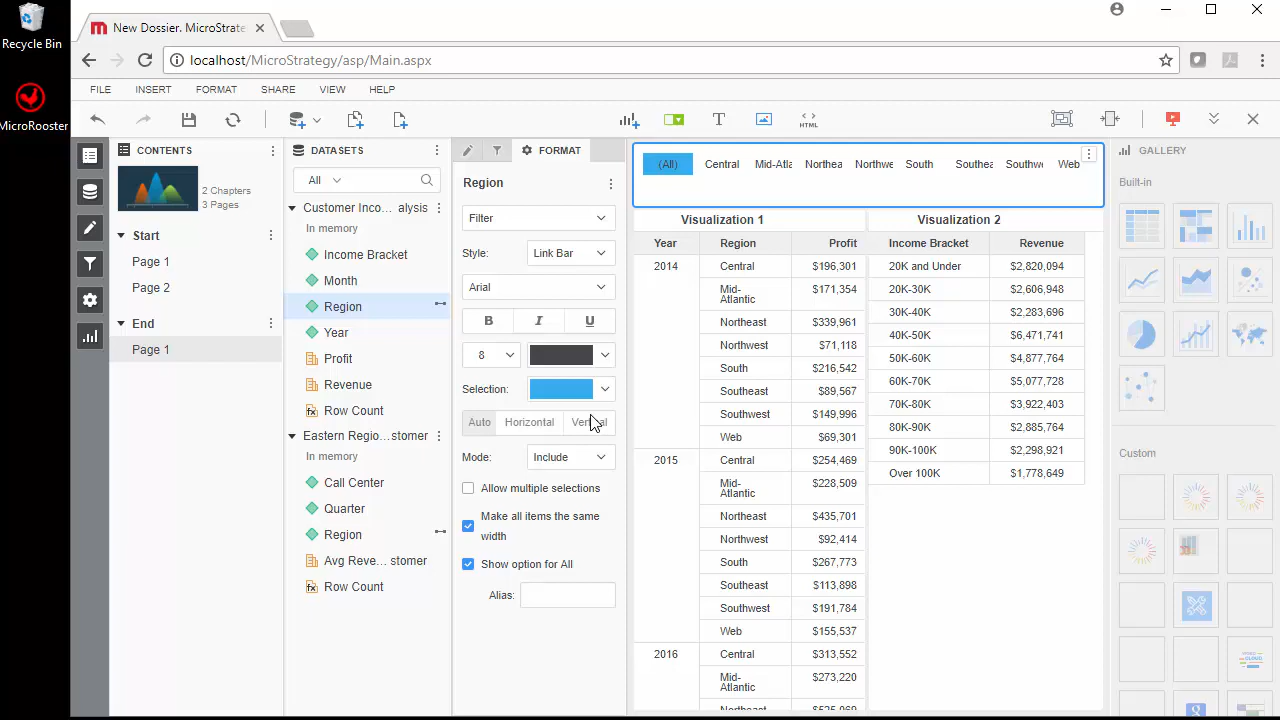 Recycle Bin
MicroRooster
New Dossier. MicroStrate
localhost/MicroStrategy/asp/Main.aspx
FILE INSERT FORMAT SHARE VIEW HELP
HTML
CONTENTS
2 Chapters
3 Pages
Start
Page 1
Page 2
End
Page 1
DATASETS
All
Customer Inco... alysis
In memory
Income Bracket
Month
Region
Year
Profit
Revenue
fx Row Count
Eastern Regio...stomer
In memory
Call Center
Quarter
Region
Avg Reve... stomer
fx Row Count
FORMAT
Region
Filter
Style: Link Bar
Arial
B I U
8
Selection:
Auto Horizontal Vertical
Mode: Include
Allow multiple selections
Make all items the same
width
Show option for All
Alias:
(All) Central Mid-Atla Northea Northwe South Southea Southw Web
Visualization 1
Year Region Profit
2014 Central $196,301
Mid-
Atlantic $171,354
Northeast $339,961
Northwest $71,118
South $216,542
Southeast $89,567
Southwest $149,996
Web $69,301
2015 Central $254,469
Mid-
Atlantic $228,509
Northeast $435,701
Northwest $92,414
South $267,773
Southeast $113,898
Southwest $191,784
Web $155,537
2016 Central $313,552
Mid-
Atlantic $273,220
Northeast $525,069
Visualization 2
Income Bracket Revenue
20K and Under $2,820,094
20K-30K $2,606,948
30K-40K $2,283,696
40K-50K $6,471,741
50K-60K $4,877,764
60K-70K $5,077,728
70K-80K $3,922,403
80K-90K $2,885,764
90K-100K $2,298,921
Over 100K $1,778,649
GALLERY
Built-in
Custom